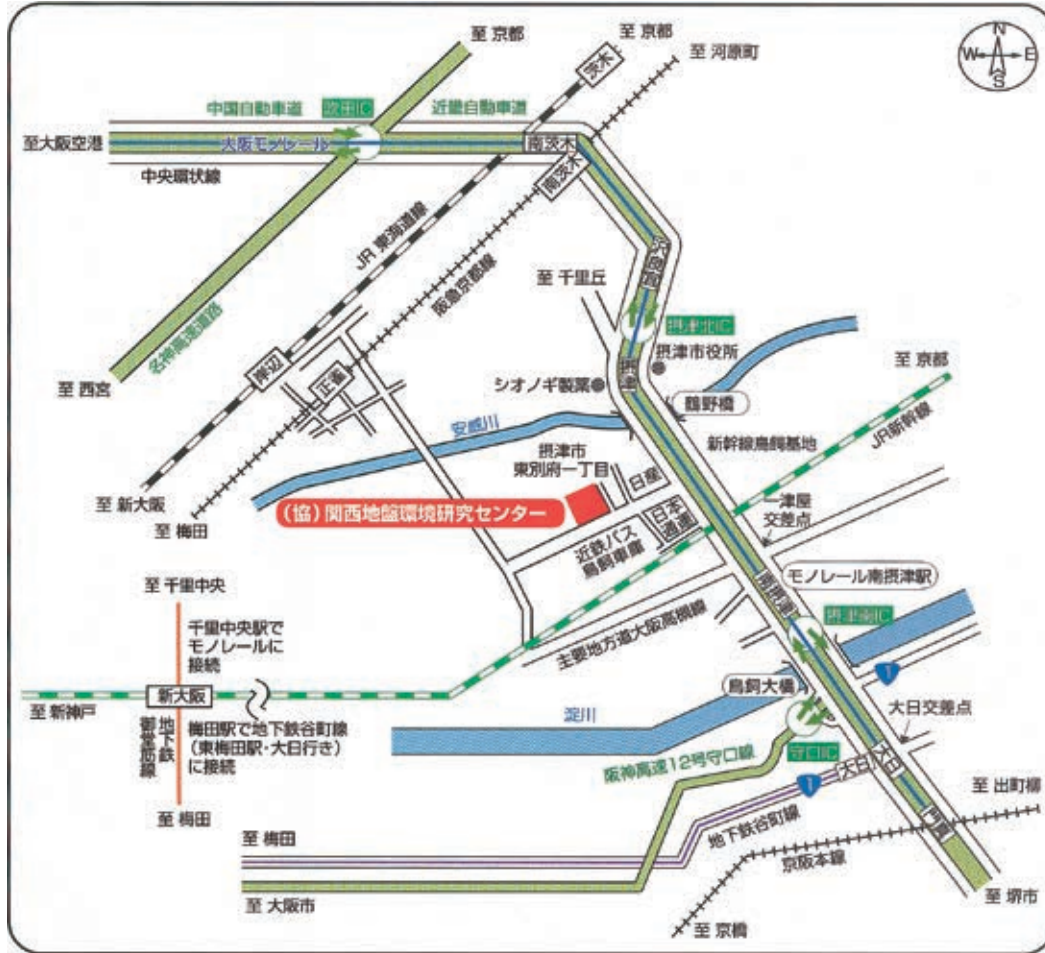 至 京都
至 京都
至 河原町
N
W
E
S
茨木
中国自動車道
吹田IC
近畿自動車道
至大阪空港
大阪モノレール
南茨木
中央環状線
南茨木
JR 東海道線
阪急京都線
沢良宜
至 千里丘
名神高速道路
摂津北IC
摂津市役所
至 京都
岸辺
正雀
摂津
至 西宮
シオノギ製薬
鶴野橋
安威川
新幹線鳥飼基地
JR新幹線
摂津市
東別府一丁目
日産
至 新大阪
(協)関西地盤環境研究センター
日本
通運
一津屋
交差点
至 梅田
近鉄バス
鳥飼車庫
至 千里中央
南摂津
モノレール南摂津駅
千里中央駅で
モノレールに
接続
主要地方道大阪高槻線
摂津南IC
1
新大阪
鳥飼大橋
至 新神戸
地下鉄
御堂筋線
梅田駅で地下鉄谷町線
(東梅田駅・大日行き)
に接続
淀川
大日交差点
阪神高速12号守口線
守口IC
大日
大日
1
至 出町柳
至 梅田
至 梅田
地下鉄谷町線
門真
京阪本線
至 大阪市
至 京橋
至 堺市